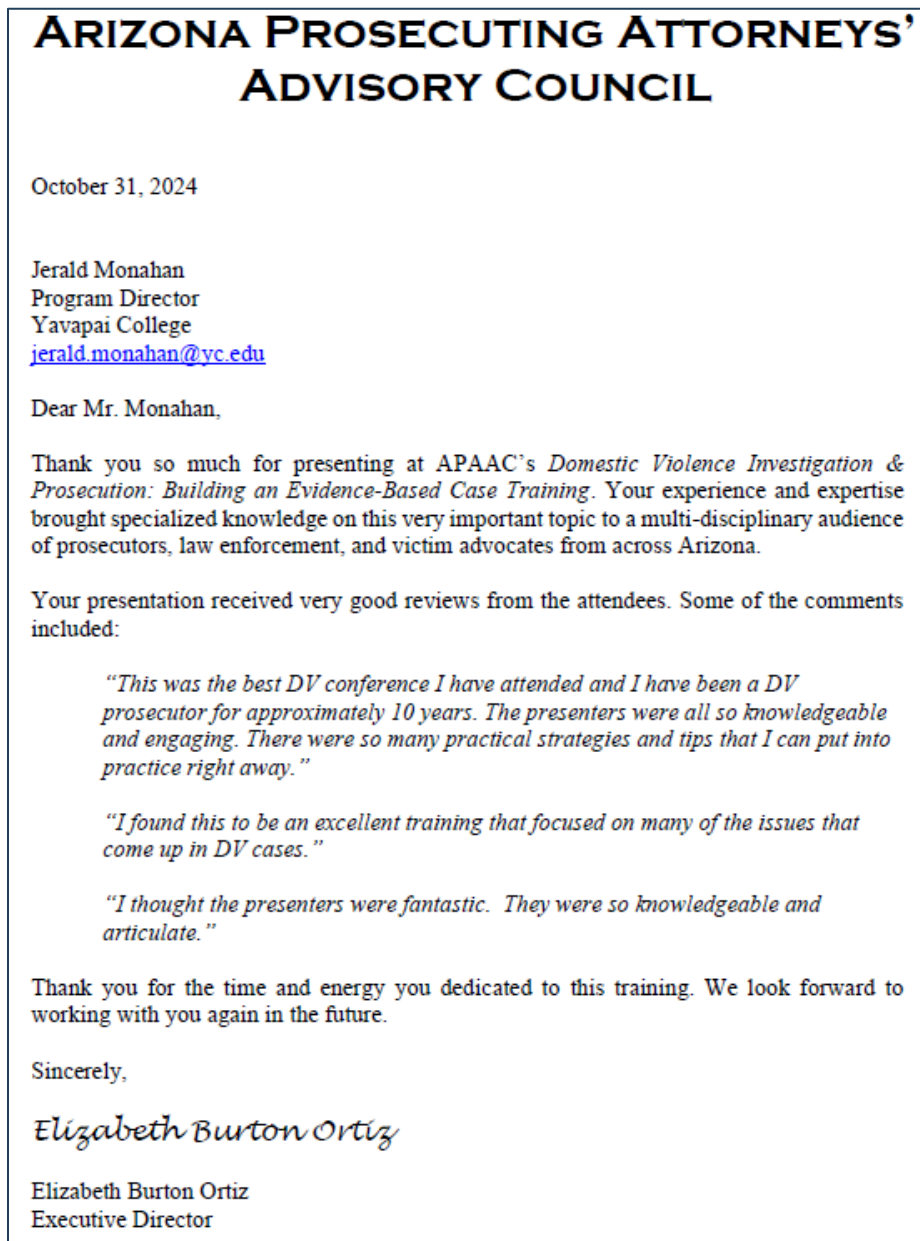 ARIZONA PROSECUTING ATTORNEYS’
ADVISORY COUNCIL
October 31, 2024
Jerald Monahan
Program Director
Yavapai College
jerald.monahan@yc.edu
Dear Mr. Monahan,
Thank you so much for presenting at APAAC’s Domestic Violence Investigation &
Prosecution: Building an Evidence-Based Case Training. Your experience and expertise
brought specialized knowledge on this very important topic to a multi-disciplinary audience
of prosecutors, law enforcement, and victim advocates from across Arizona.
Your presentation received very good reviews from the attendees. Some of the comments
included:
“This was the best DV conference I have attended and I have been a DV
prosecutor for approximately 10 years. The presenters were all so knowledgeable
and engaging. There were so many practical strategies and tips that I can put into
practice right away.”
“I found this to be an excellent training that focused on many of the issues that
come up in DV cases.”
“I thought the presenters were fantastic.  They were so knowledgeable and
articulate.”
Thank you for the time and energy you dedicated to this training. We look forward to
working with you again in the future.
Sincerely,
Elizabeth Burton Ortiz
Elizabeth Burton Ortiz
Executive Director